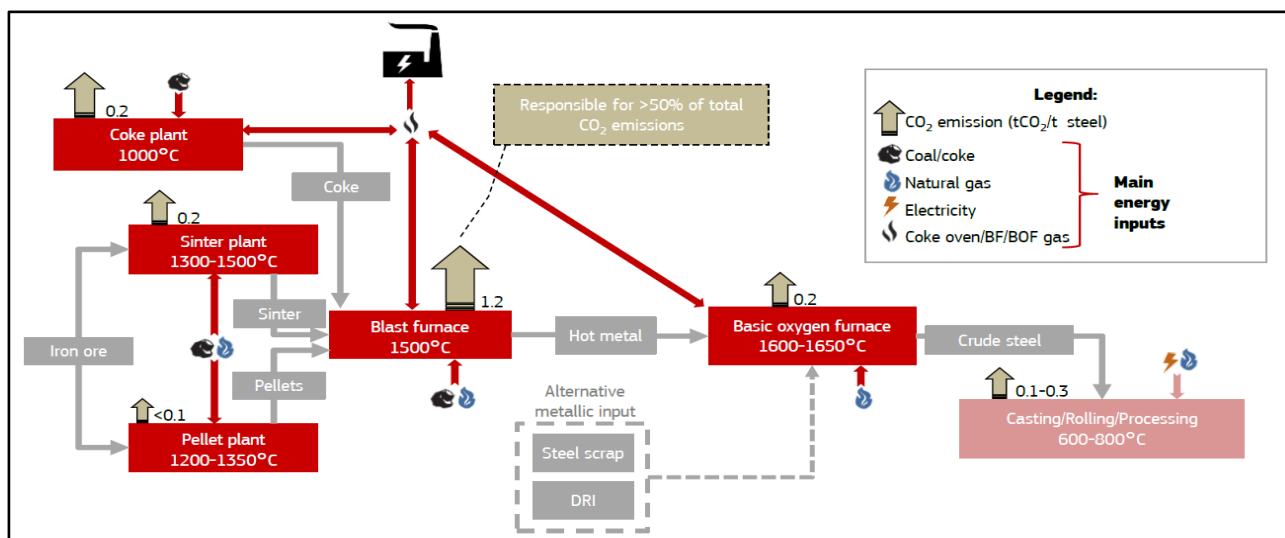 0.2
Coke plant
1000°C
Responsible for >50% of total
CO₂ emissions
Legend:
CO₂ emission (tCO₂/t steel)
Coal/coke
Natural gas
Electricity
Coke oven/BF/BOF gas
Main
energy
inputs
Coke
0.2
Sinter plant
1300-1500°C
Sinter
Iron ore
Pellets
<0.1
Pellet plant
1200-1350°C
1.2
Blast furnace
1500°C
Hot metal
Alternative
metallic input
Steel scrap
DRI
0.2
Basic oxygen furnace
1600-1650°C
Crude steel
0.1-0.3
Casting/Rolling/Processing
600-800°C